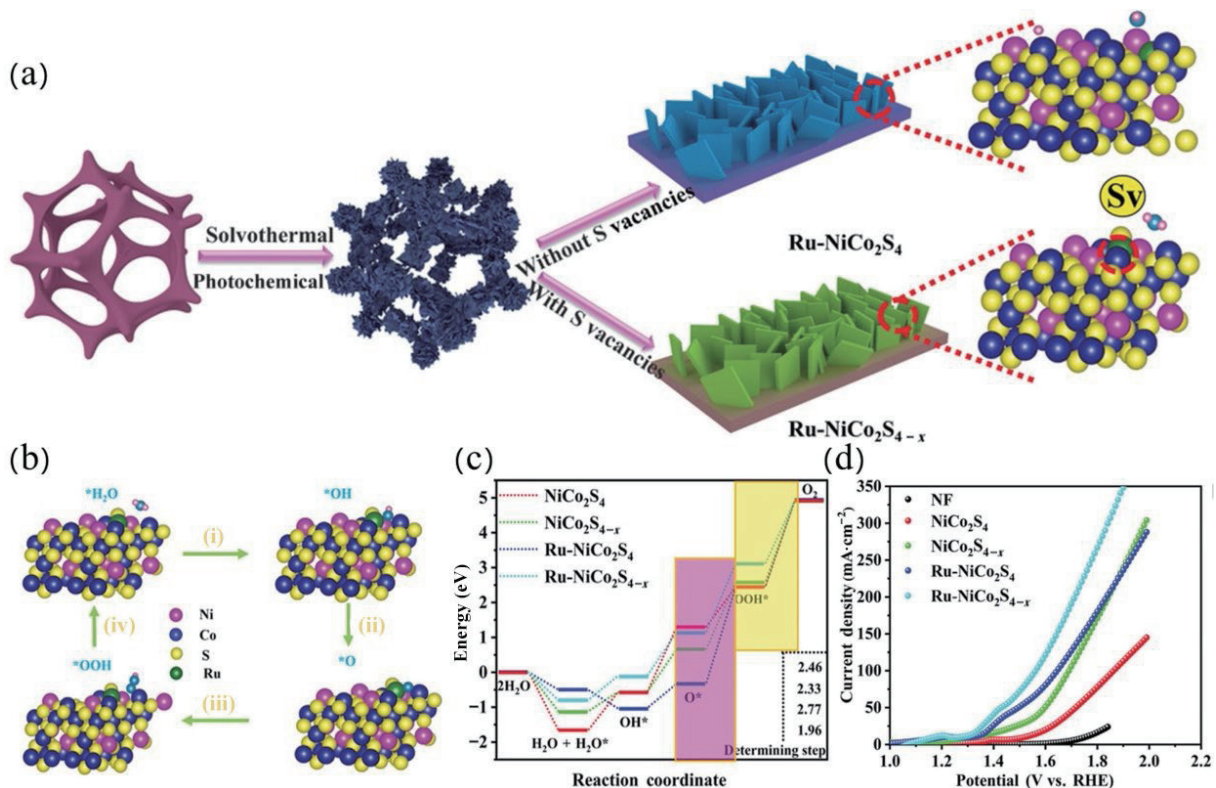 (a)
Solvothermal
Photochemical
Without S vacancies
With S vacancies
Ru-NiCo₂S₄
Sv
Ru-NiCo₂S₄₋ₓ
(b)
*H₂O
*OH
(i)
(iv)
(ii)
Ni
Co
S
Ru
*OOH
*O
(iii)
(c)
Energy (eV)
5
4
3
2
1
0
−1
−2
NiCo₂S₄
NiCo₂S₄₋ₓ
Ru-NiCo₂S₄
Ru-NiCo₂S₄₋ₓ
O₂
OOH*
2H₂O
O*
OH*
H₂O + H₂O*
2.46
2.33
2.77
1.96
Determining step
Reaction coordinate
(d)
Current density (mA·cm⁻²)
350
300
250
200
150
100
50
0
NF
NiCo₂S₄
NiCo₂S₄₋ₓ
Ru-NiCo₂S₄
Ru-NiCo₂S₄₋ₓ
1.0 1.2 1.4 1.6 1.8 2.0 2.2
Potential (V vs. RHE)